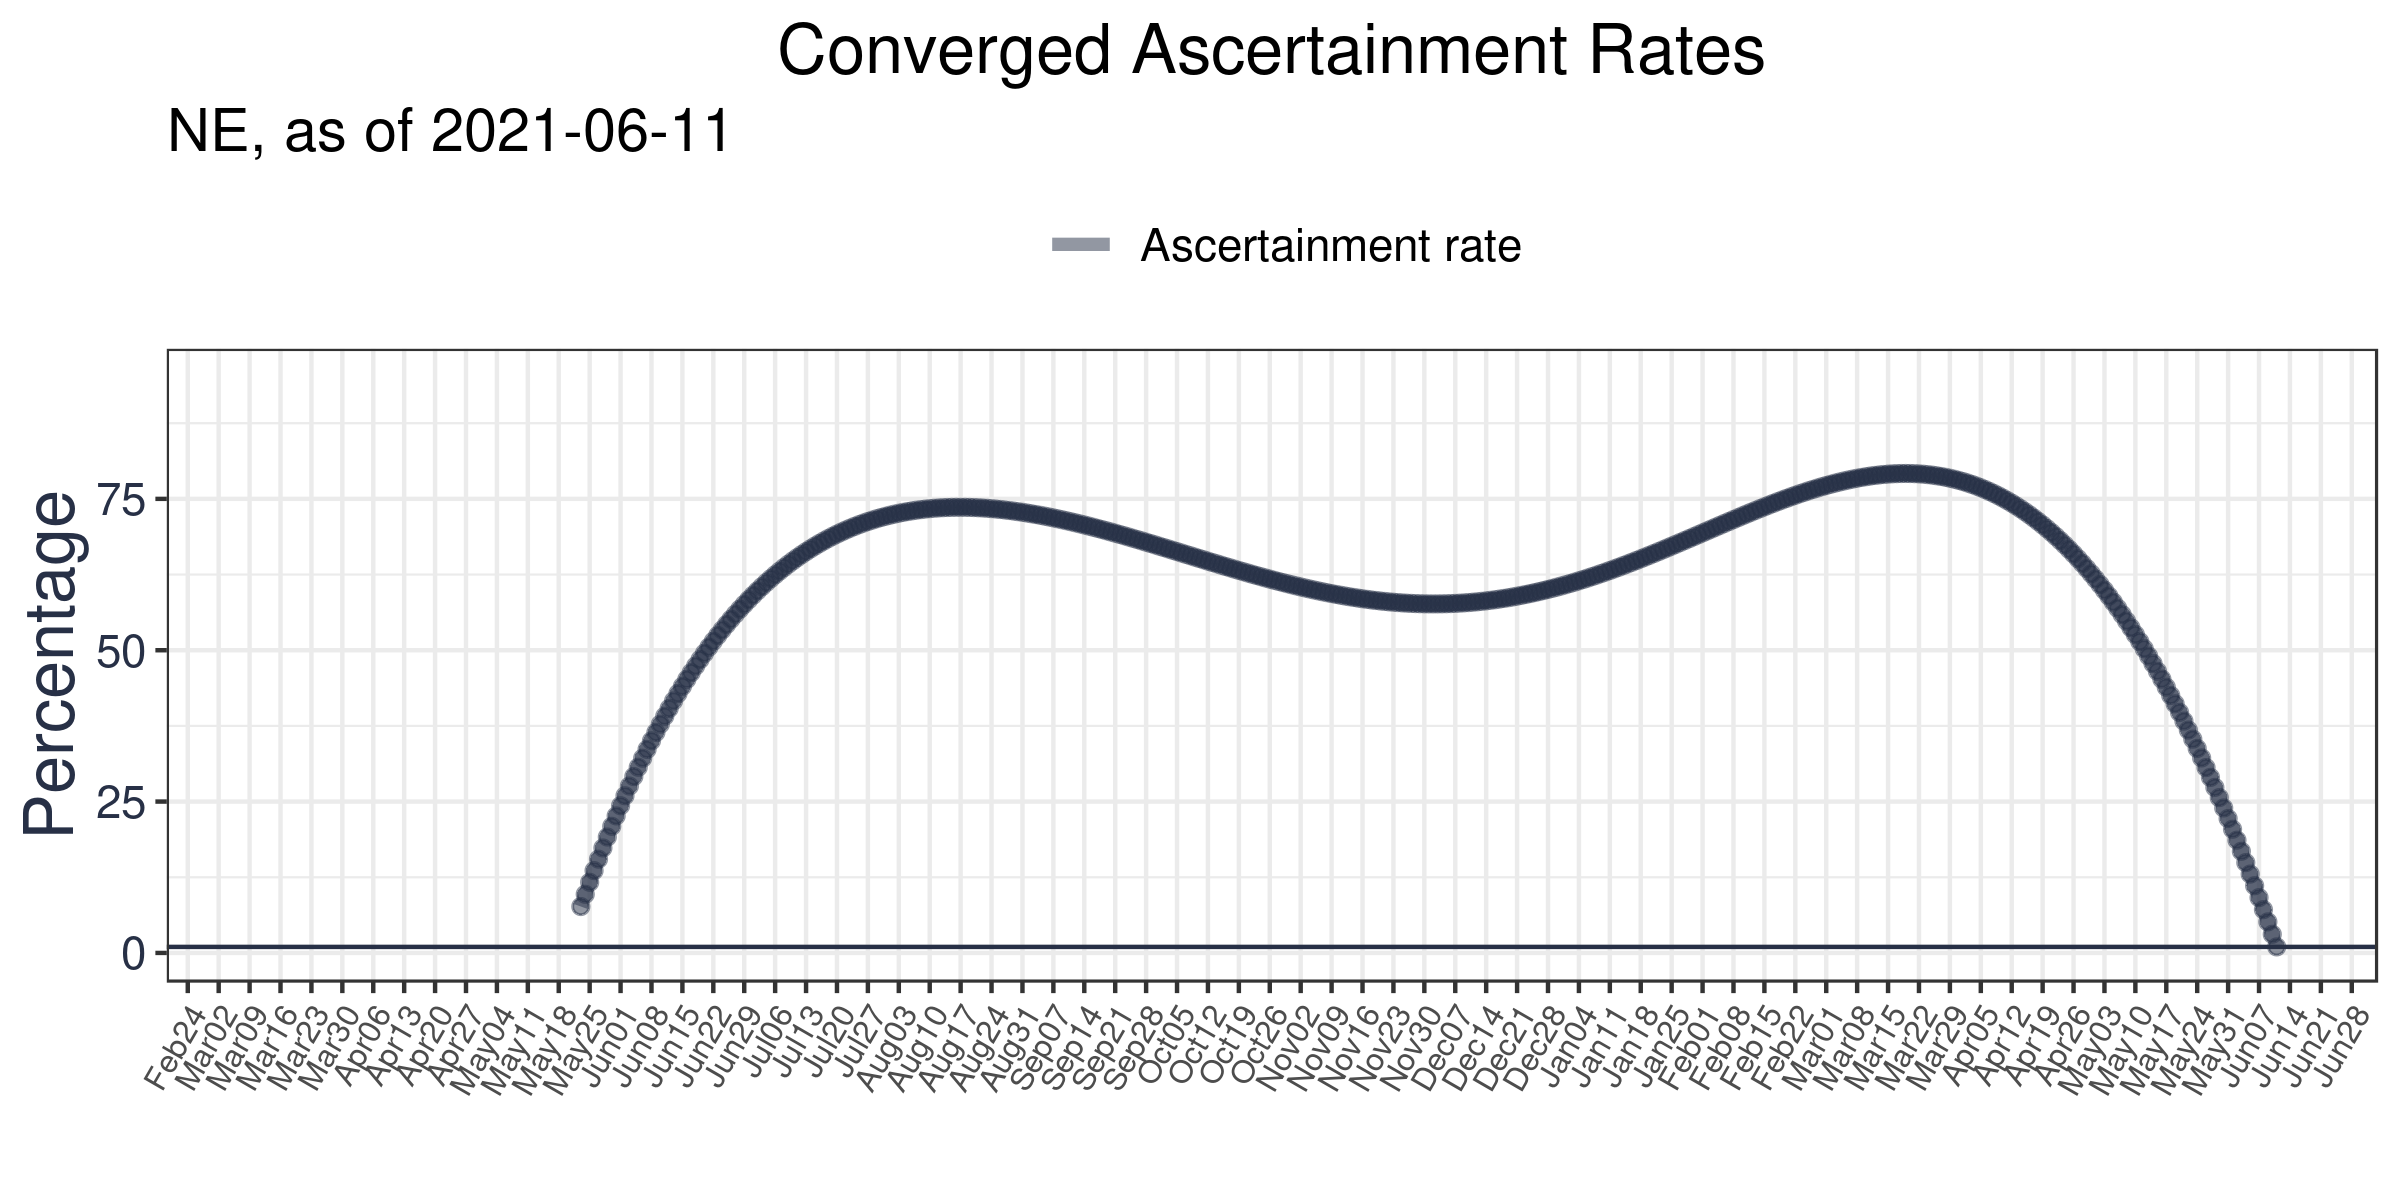 Converged Ascertainment Rates
NE, as of 2021-06-11
Ascertainment rate
Percentage
75
50
25
0
Feb24 Mar02 Mar09 Mar16 Mar23 Mar30 Apr06 Apr13 Apr20 Apr27 May04 May11 May18 May25 Jun01 Jun08 Jun15 Jun22 Jun29 Jul06 Jul13 Jul20 Jul27 Aug03 Aug10 Aug17 Aug24 Aug31 Sep07 Sep14 Sep21 Sep28 Oct05 Oct12 Oct19 Oct26 Nov02 Nov09 Nov16 Nov23 Nov30 Dec07 Dec14 Dec21 Dec28 Jan04 Jan11 Jan18 Jan25 Feb01 Feb08 Feb15 Feb22 Mar01 Mar08 Mar15 Mar22 Mar29 Apr05 Apr12 Apr19 Apr26 May03 May10 May17 May24 May31 Jun07 Jun14 Jun21 Jun28